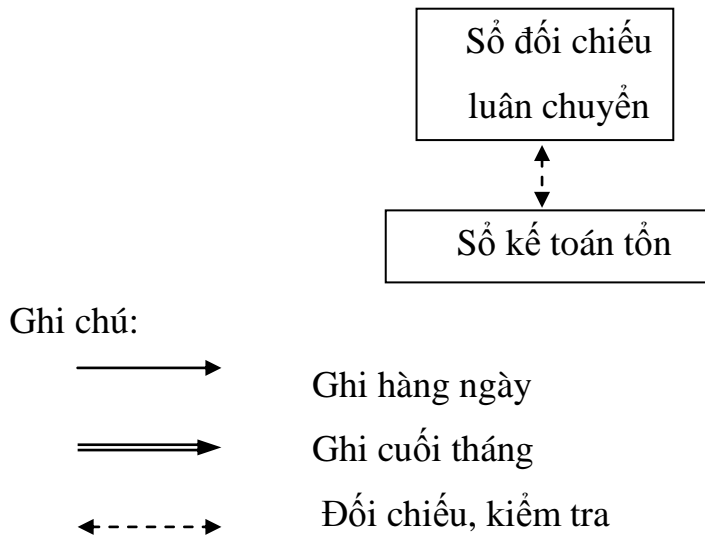 Sổ đối chiếu
luân chuyển
Sổ kế toán tổn
Ghi chú:
Ghi hàng ngày
Ghi cuối tháng
Đối chiếu, kiểm tra